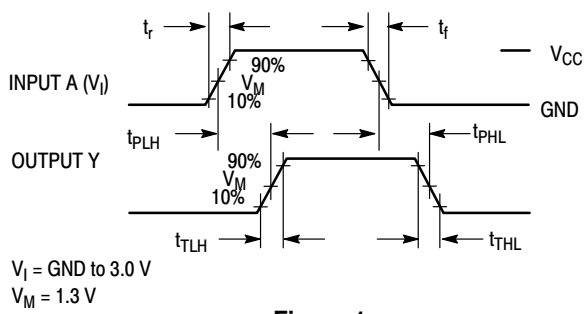 tr
tf
VCC
INPUT A (VI)
90%
VM
10%
GND
tPLH
tPHL
OUTPUT Y
90%
VM
10%
tTLH
tTHL
VI = GND to 3.0 V
VM = 1.3 V